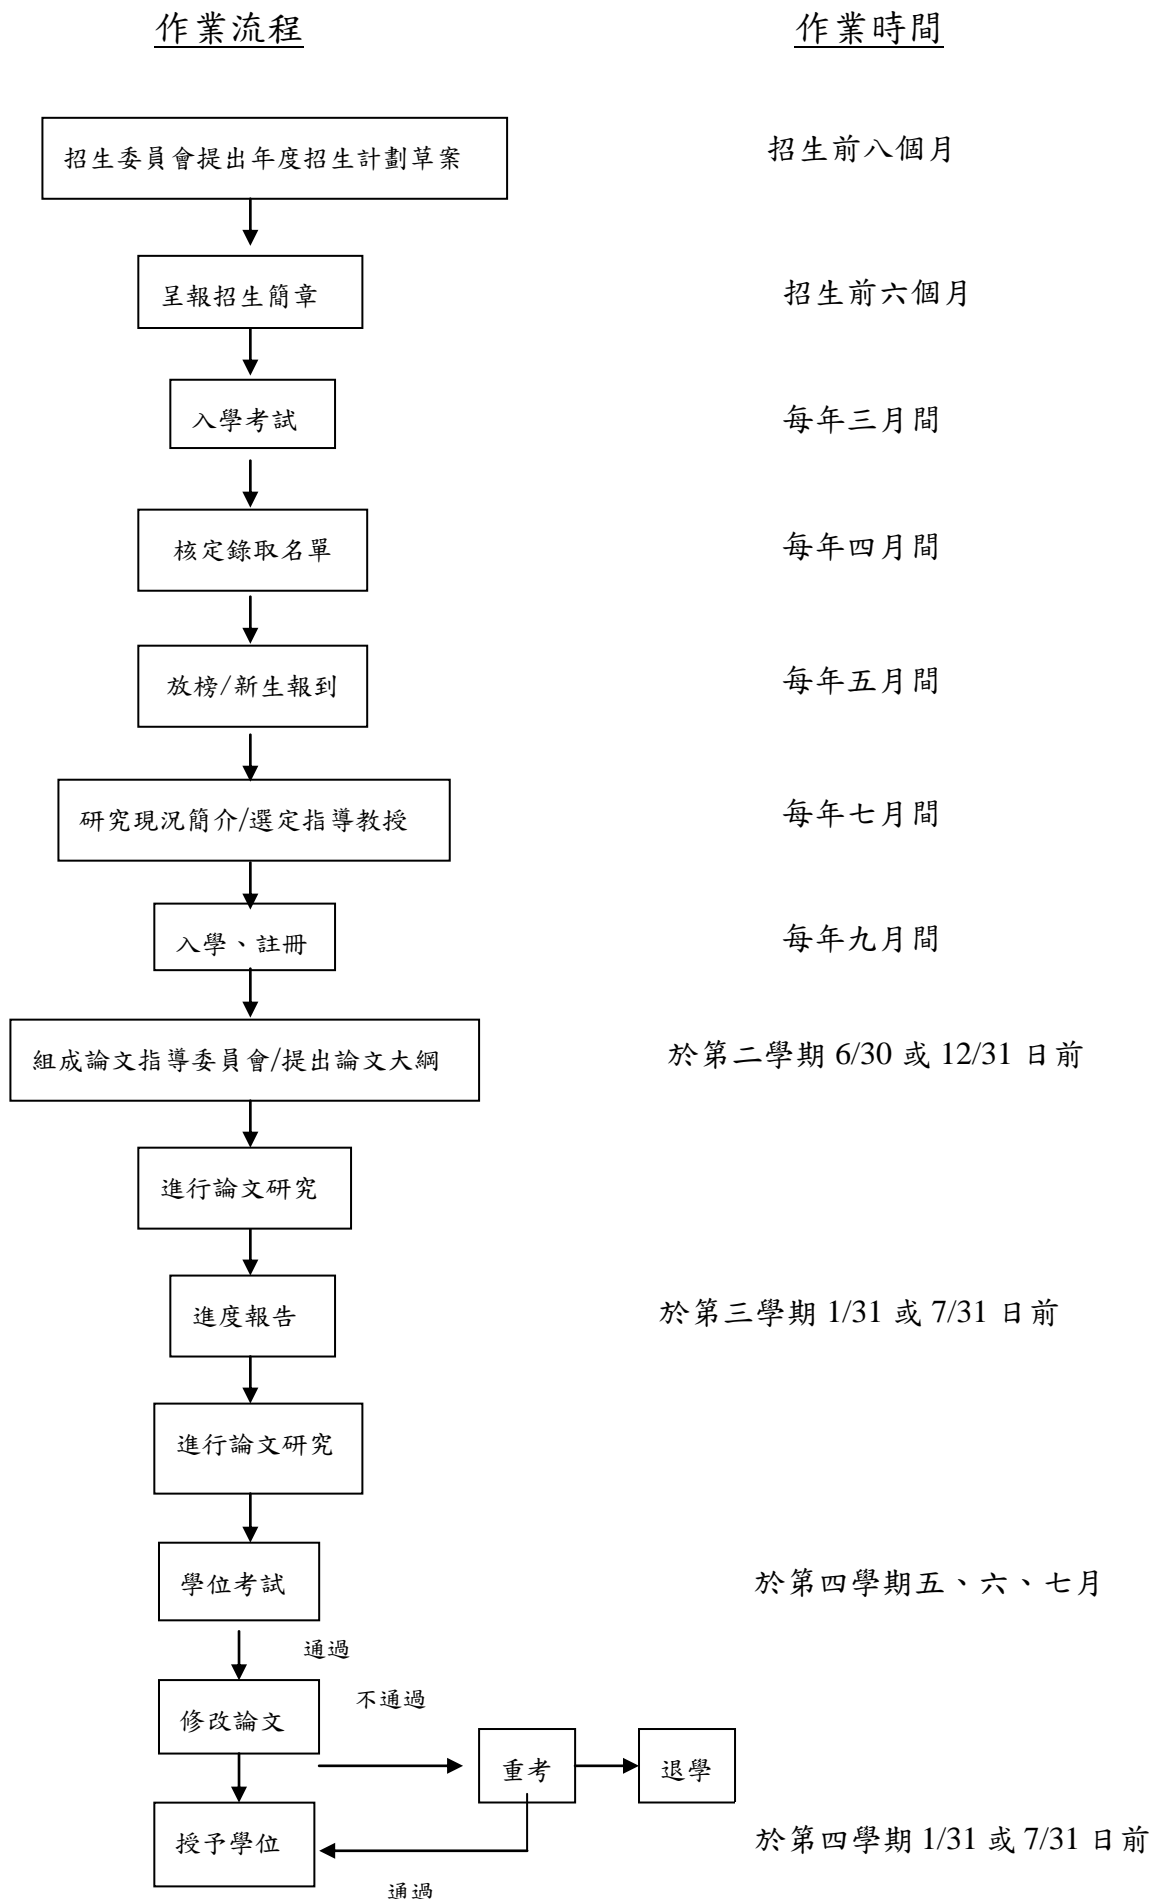 作業流程
作業時間
招生委員會提出年度招生計劃草案
招生前八個月
呈報招生簡章
招生前六個月
入學考試
每年三月間
核定錄取名單
每年四月間
放榜/新生報到
每年五月間
研究現況簡介/選定指導教授
每年七月間
入學、註冊
每年九月間
組成論文指導委員會/提出論文大綱
於第二學期 6/30 或 12/31 日前
進行論文研究
進度報告
於第三學期 1/31 或 7/31 日前
進行論文研究
學位考試
於第四學期五、六、七月
通過
不通過
修改論文
重考
退學
授予學位
於第四學期 1/31 或 7/31 日前
通過